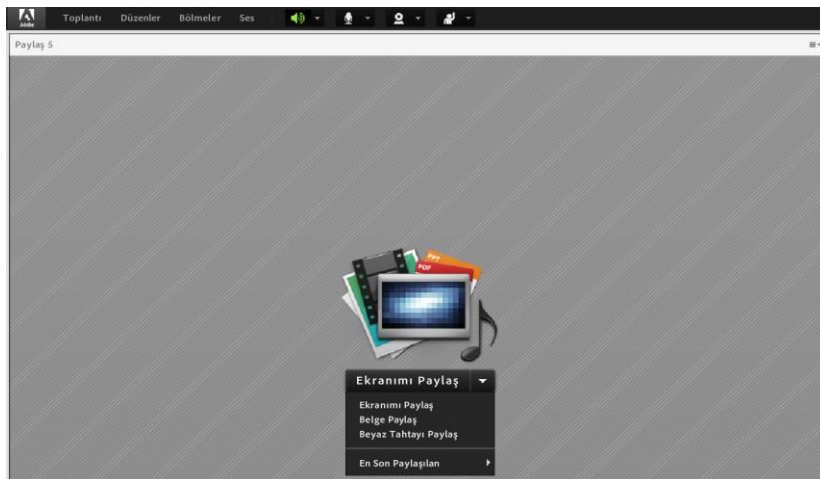 Adobe
Toplantı Düzenler Bölmeler Ses
Paylaş 5
PPT
PDF
Ekranımı Paylaş
Ekranımı Paylaş
Belge Paylaş
Beyaz Tahtayı Paylaş
En Son Paylaşılan